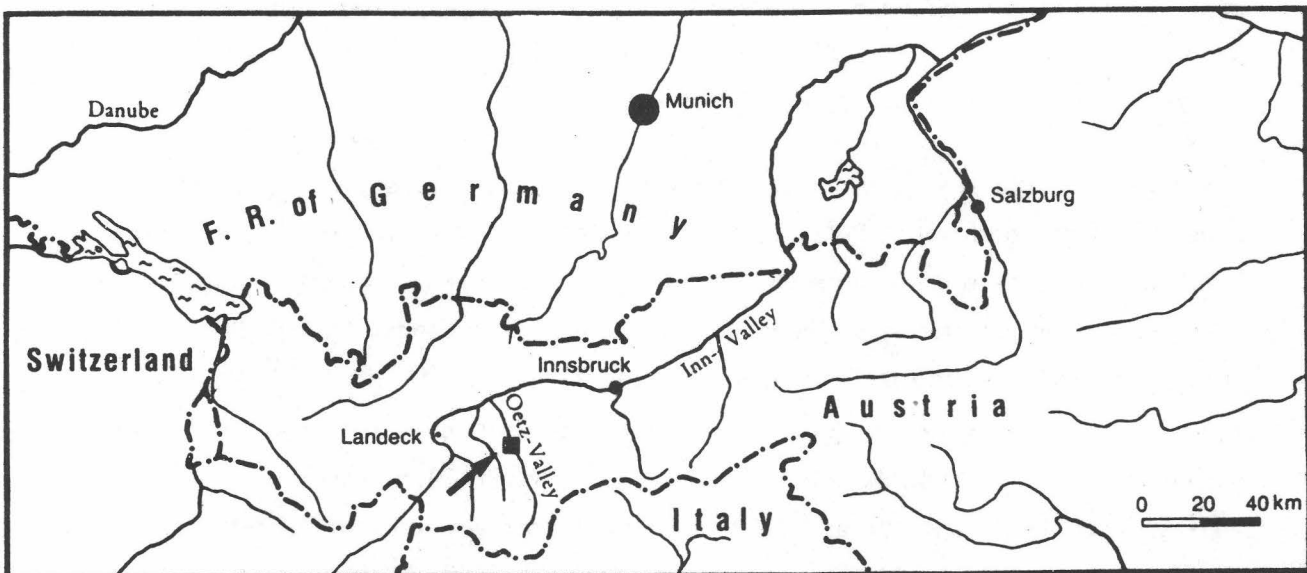 Danube
Munich
F. R. of Germany
Salzburg
Switzerland
Innsbruck
Inn-Valley
Austria
Landeck
Oetz-Valley
Italy
0 20 40 km